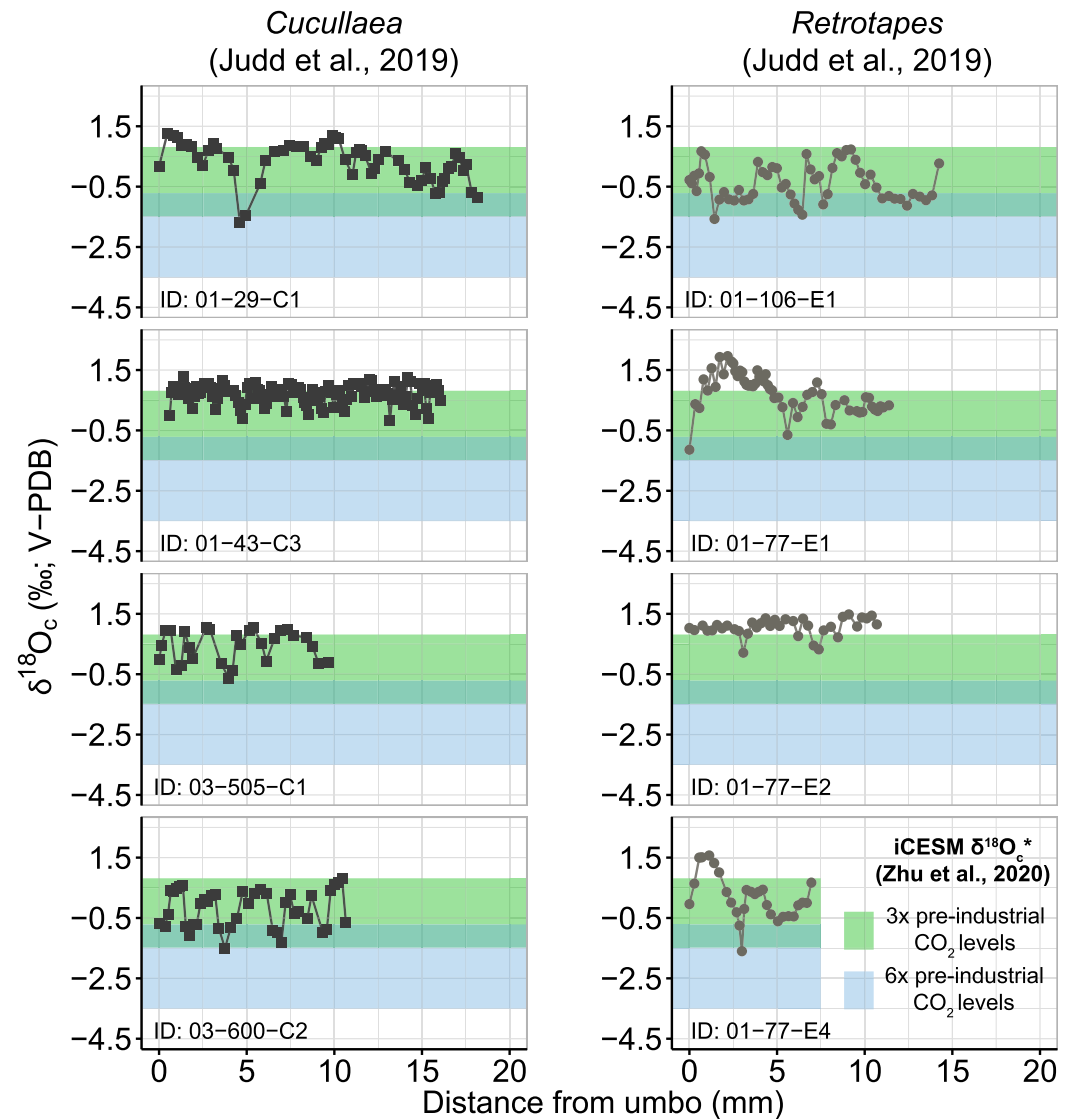 Cucullaea
(Judd et al., 2019)
Retrotapes
(Judd et al., 2019)
δ¹⁸Oc (‰; V−PDB)
1.5
−0.5
−2.5
−4.5
ID: 01−29−C1
1.5
−0.5
−2.5
−4.5
ID: 01−106−E1
1.5
−0.5
−2.5
−4.5
ID: 01−43−C3
1.5
−0.5
−2.5
−4.5
ID: 01−77−E1
1.5
−0.5
−2.5
−4.5
ID: 03−505−C1
1.5
−0.5
−2.5
−4.5
ID: 01−77−E2
1.5
−0.5
−2.5
−4.5
ID: 03−600−C2
1.5
−0.5
−2.5
−4.5
ID: 01−77−E4
iCESM δ¹⁸Oc*
(Zhu et al., 2020)
3x pre-industrial
CO₂ levels
6x pre-industrial
CO₂ levels
0 5 10 15 20
0 5 10 15 20
Distance from umbo (mm)